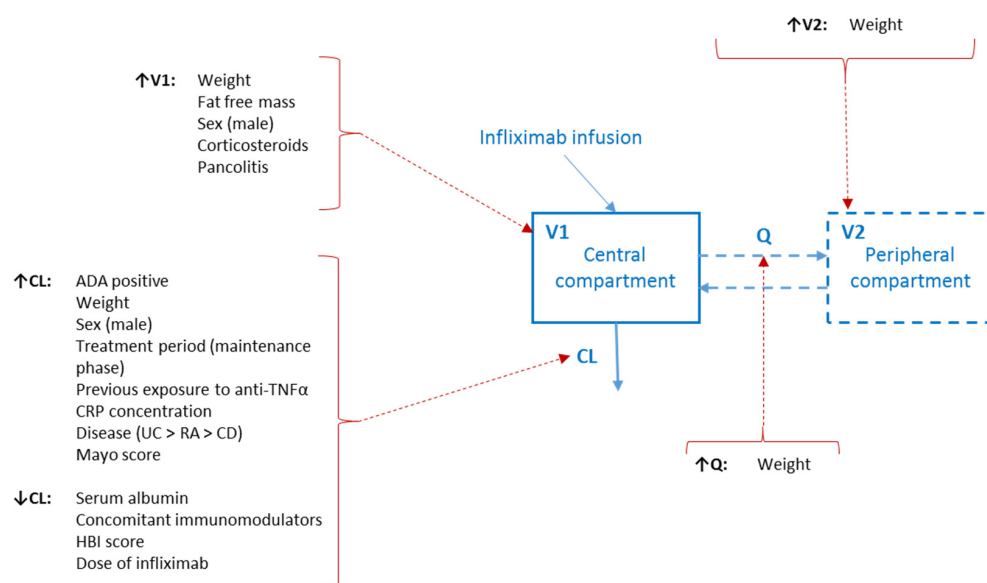 ↑V2: Weight
↑V1: Weight
Fat free mass
Sex (male)
Corticosteroids
Pancolitis
Infliximab infusion
V1
Central
compartment
Q
V2
Peripheral
compartment
↑CL: ADA positive
Weight
Sex (male)
Treatment period (maintenance
phase)
Previous exposure to anti-TNFα
CRP concentration
Disease (UC > RA > CD)
Mayo score
CL
↑Q: Weight
↓CL: Serum albumin
Concomitant immunomodulators
HBI score
Dose of infliximab